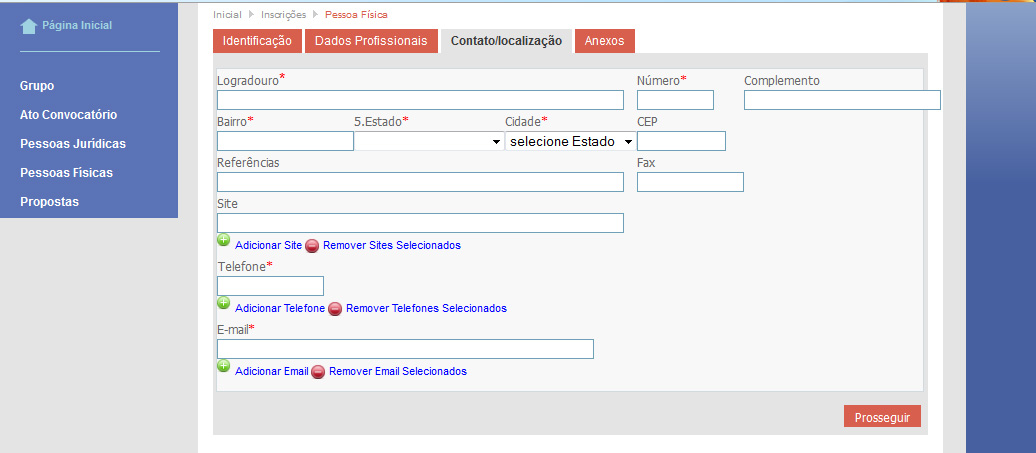 Página Inicial
Grupo
Ato Convocatório
Pessoas Jurídicas
Pessoas Físicas
Propostas
Inicial Inscrições Pessoa Física
Identificação Dados Profissionais Contato/localização Anexos
Logradouro* Número* Complemento
Bairro* 5.Estado* Cidade* CEP
selecione Estado
Referências Fax
Site
Adicionar Site Remover Sites Selecionados
Telefone*
Adicionar Telefone Remover Telefones Selecionados
E-mail*
Adicionar Email Remover Email Selecionados
Prosseguir